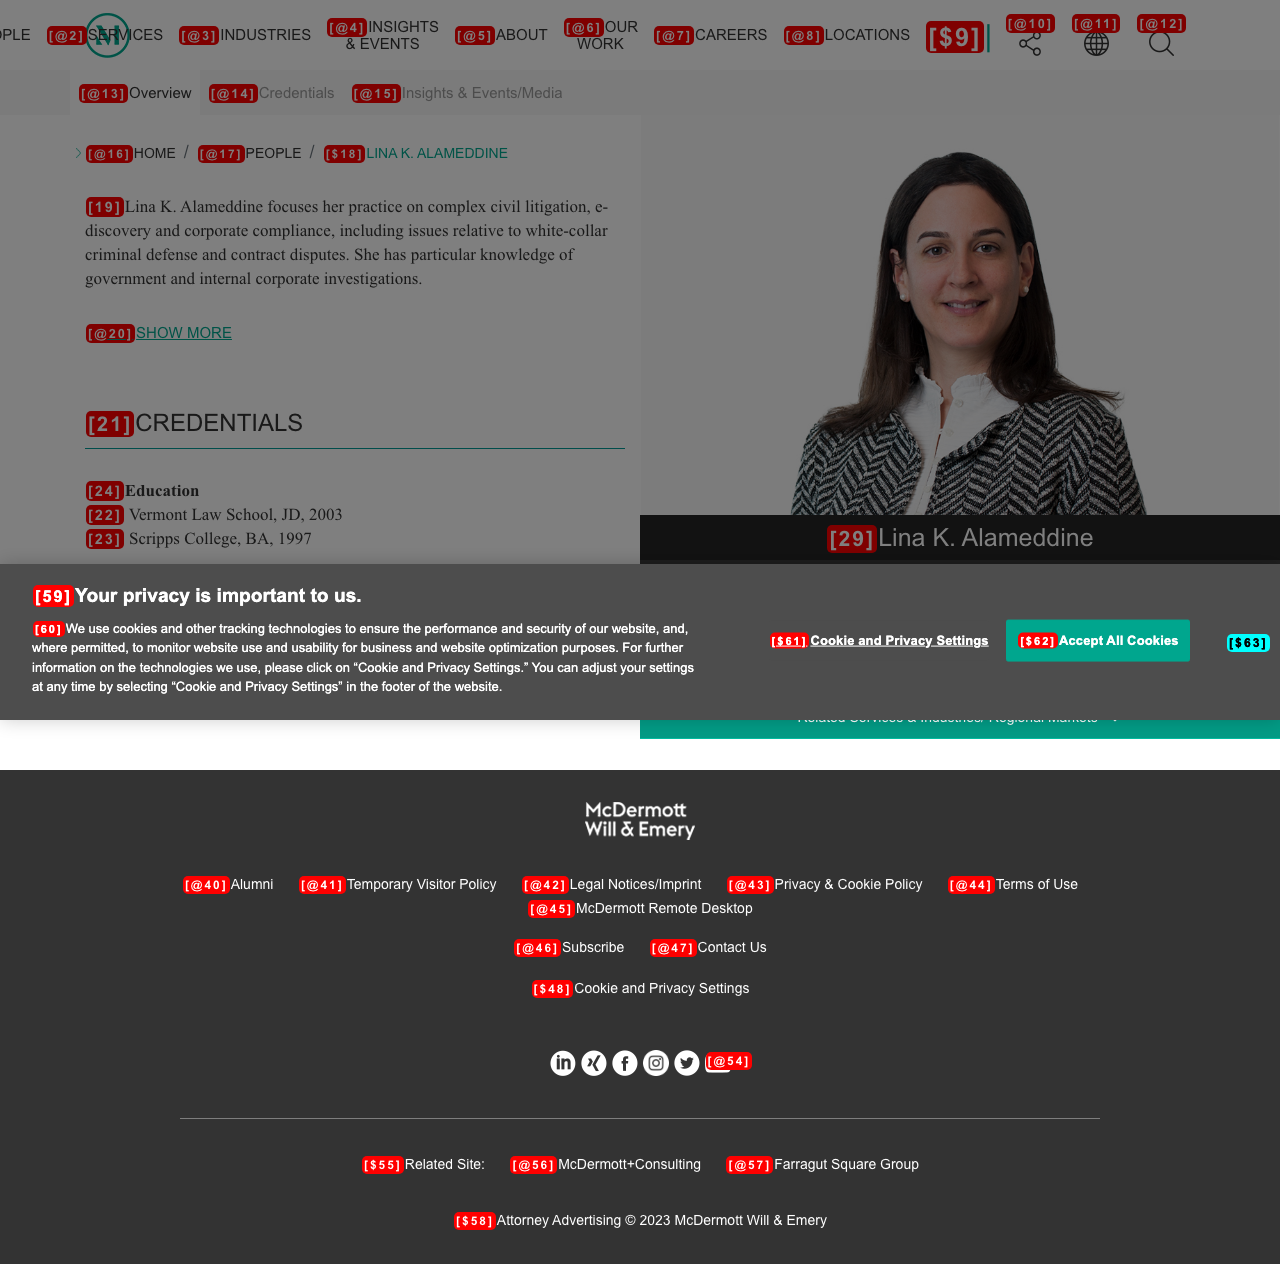 OPLE [@2]SERVICES [@3]INDUSTRIES [@4]INSIGHTS & EVENTS [@5]ABOUT [@6]OUR WORK [@7]CAREERS [@8]LOCATIONS [$9] [@10] [@11] [@12]
[@13]Overview [@14]Credentials [@15]Insights & Events/Media
[@16]HOME / [@17]PEOPLE / [$18]LINA K. ALAMEDDINE
[19]Lina K. Alameddine focuses her practice on complex civil litigation, e-
discovery and corporate compliance, including issues relative to white-collar
criminal defense and contract disputes. She has particular knowledge of
government and internal corporate investigations.
[@20]SHOW MORE
[21]CREDENTIALS
[24]Education
[22] Vermont Law School, JD, 2003
[23] Scripps College, BA, 1997
[29]Lina K. Alameddine
[59]Your privacy is important to us.
[60]We use cookies and other tracking technologies to ensure the performance and security of our website, and,
where permitted, to monitor website use and usability for business and website optimization purposes. For further
information on the technologies we use, please click on “Cookie and Privacy Settings.” You can adjust your settings
at any time by selecting “Cookie and Privacy Settings” in the footer of the website.
[$61]Cookie and Privacy Settings [$62]Accept All Cookies [$63]
Related Services & Industries/ Regional Markets
McDermott
Will & Emery
[@40]Alumni [@41]Temporary Visitor Policy [@42]Legal Notices/Imprint [@43]Privacy & Cookie Policy [@44]Terms of Use
[@45]McDermott Remote Desktop
[@46]Subscribe [@47]Contact Us
[$48]Cookie and Privacy Settings
[@54]
[$55]Related Site: [@56]McDermott+Consulting [@57]Farragut Square Group
[$58]Attorney Advertising © 2023 McDermott Will & Emery